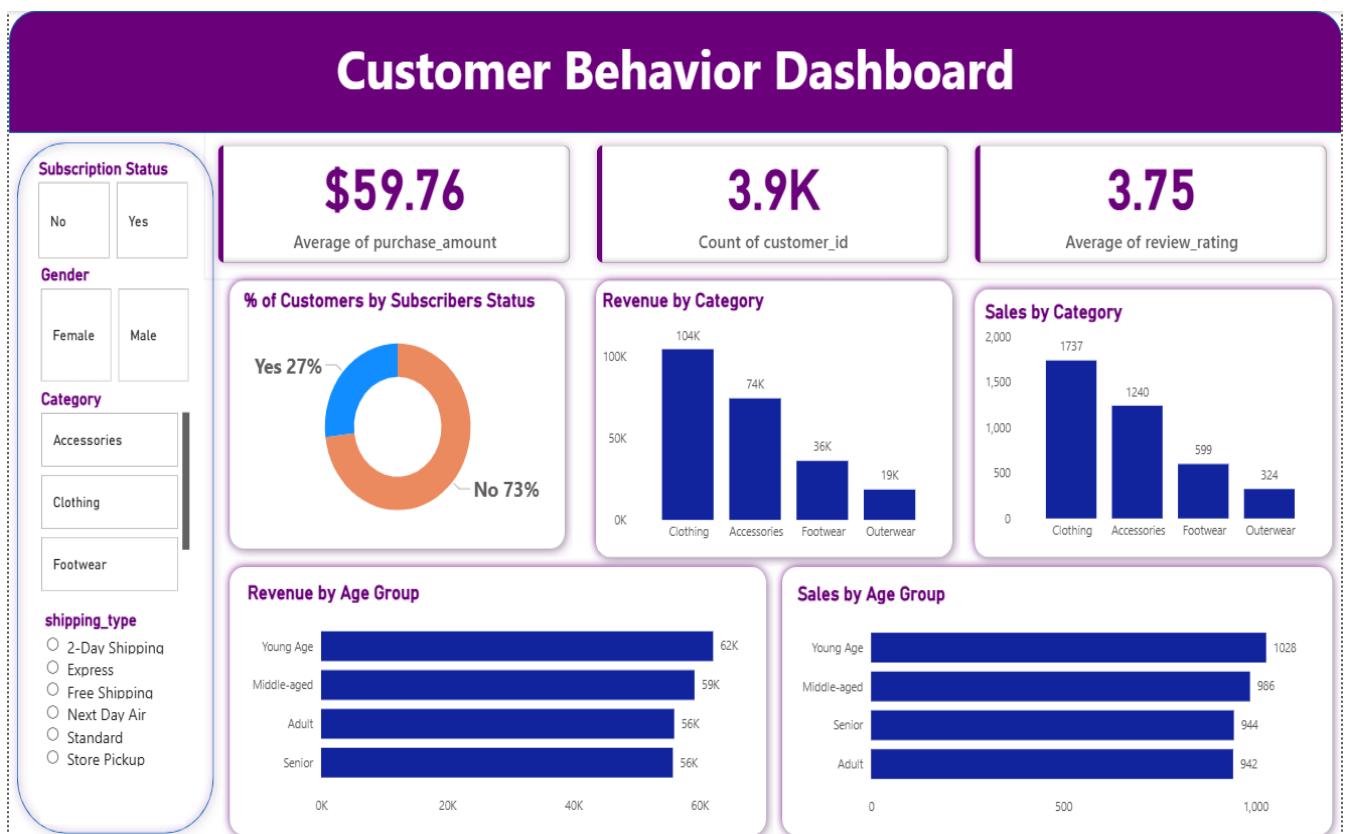 Customer Behavior Dashboard
Subscription Status
No
Yes
Gender
Female
Male
Category
Accessories
Clothing
Footwear
shipping_type
2-Day Shipping
Express
Free Shipping
Next Day Air
Standard
Store Pickup
$59.76
Average of purchase_amount
3.9K
Count of customer_id
3.75
Average of review_rating
% of Customers by Subscribers Status
Yes 27%
No 73%
Revenue by Category
100K
50K
0K
104K
74K
36K
19K
Clothing
Accessories
Footwear
Outerwear
Sales by Category
2,000
1,500
1,000
500
0
1737
1240
599
324
Clothing
Accessories
Footwear
Outerwear
Revenue by Age Group
Young Age
62K
Middle-aged
59K
Adult
56K
Senior
56K
0K
20K
40K
60K
Sales by Age Group
Young Age
1028
Middle-aged
986
Senior
944
Adult
942
0
500
1,000